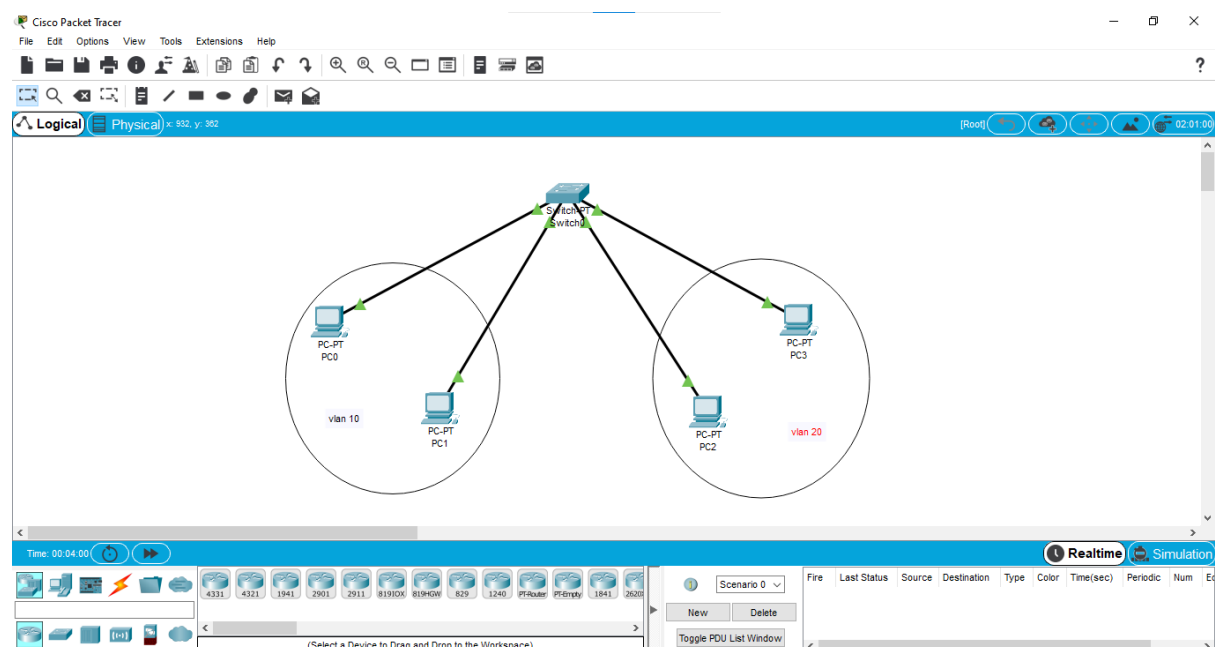 Cisco Packet Tracer
File Edit Options View Tools Extensions Help
?
Logical Physical x: 932, y: 362 [Root] 02:01:00
Switch-PT
Switch0
PC-PT
PC0
PC-PT
PC3
vlan 10
PC-PT
PC1
PC-PT
PC2
vlan 20
Time: 00:04:00 Realtime Simulation
4331 4321 1941 2901 2911 819IOX 819HGW 829 1240 PT-Router PT-Empty 1841
Scenario 0
Fire Last Status Source Destination Type Color Time(sec) Periodic Num
New Delete
Toggle PDU List Window
(Select a Device to Drag and Drop to the Workspace)